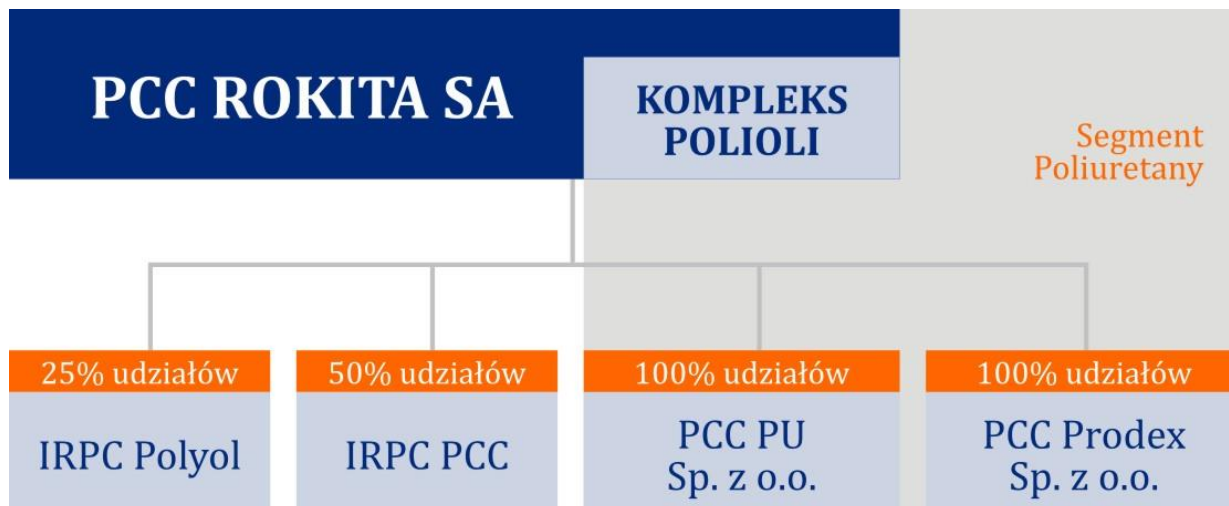 PCC ROKITA SA
KOMPLEKS
POLIOLI
Segment
Poliuretany
25% udziałów
50% udziałów
100% udziałów
100% udziałów
IRPC Polyol
IRPC PCC
PCC PU
Sp. z o.o.
PCC Prodex
Sp. z o.o.